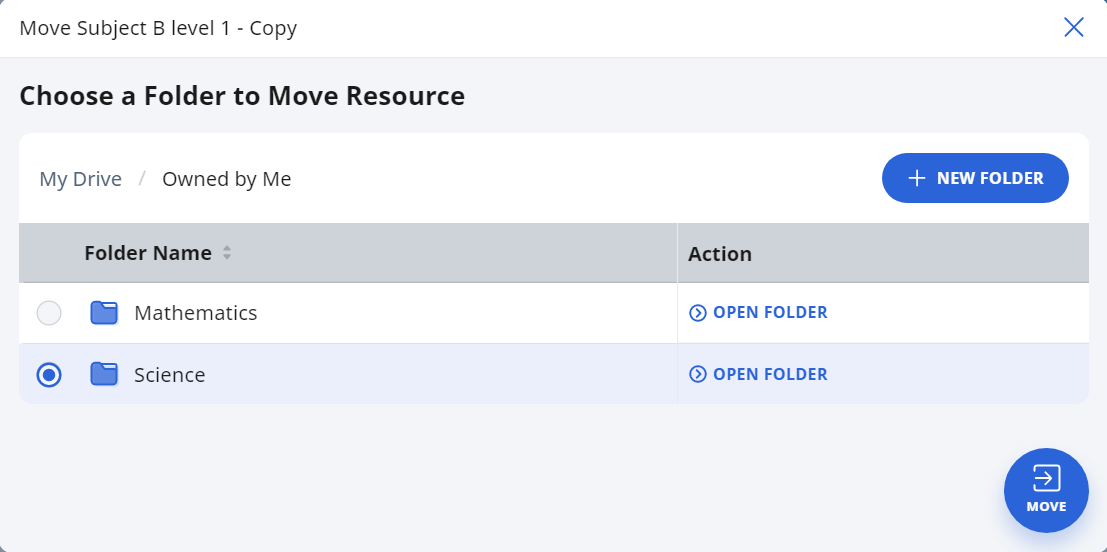 Move Subject B level 1 - Copy
Choose a Folder to Move Resource
My Drive / Owned by Me
NEW FOLDER
Folder Name Action
Mathematics OPEN FOLDER
Science OPEN FOLDER
MOVE